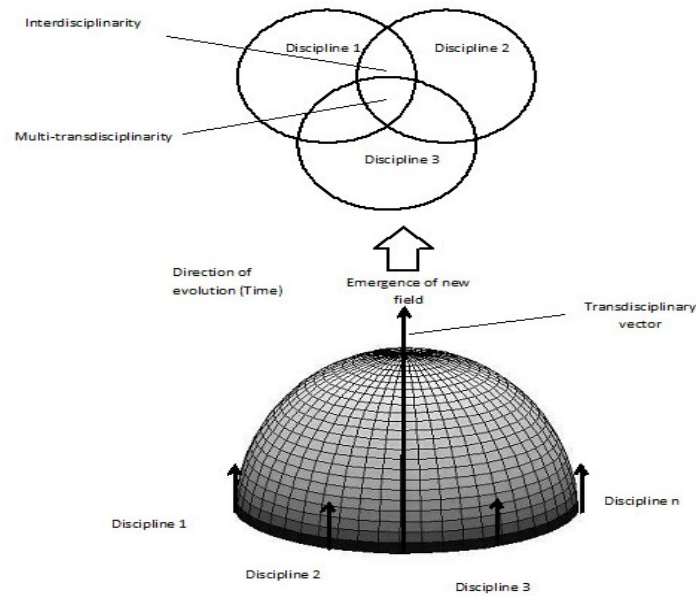 Interdisciplinarity
Discipline 1
Discipline 2
Multi-transdisciplinarity
Discipline 3
Direction of
evolution (Time)
Emergence of new
field
Transdisciplinary
vector
Discipline n
Discipline 1
Discipline 2
Discipline 3